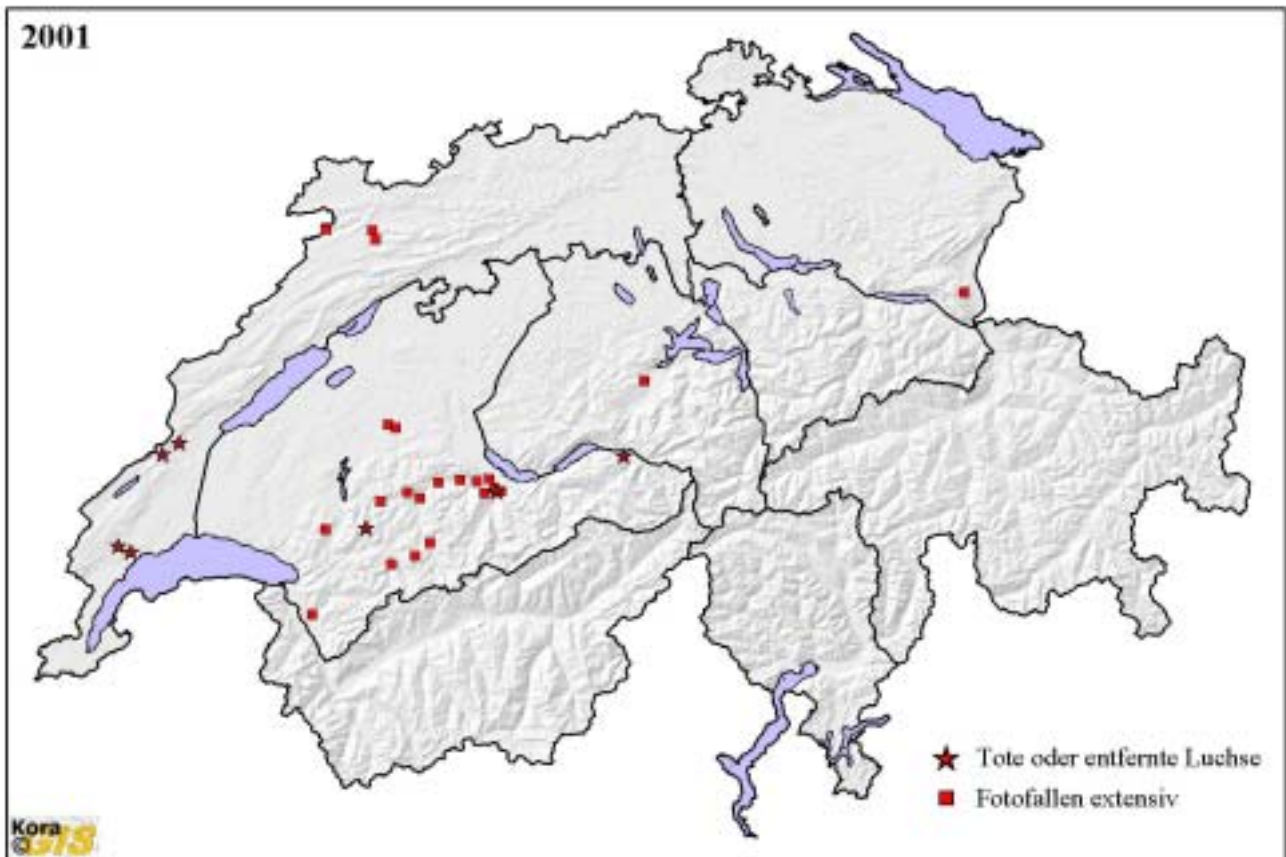 2001
Tote oder entfernte Luchse
Fotofallen extensiv
Kora
© GIS